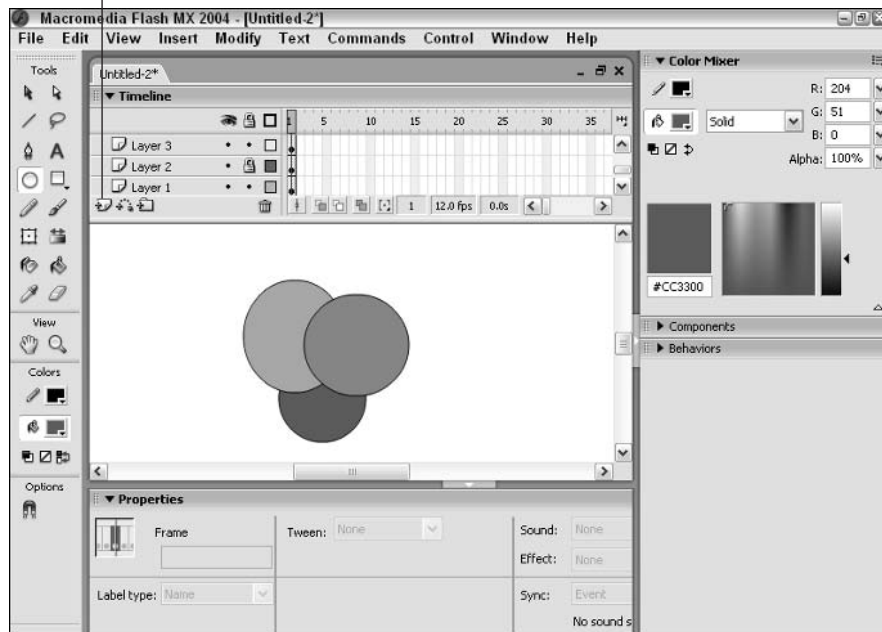 Macromedia Flash MX 2004 - [Untitled-2*]
File Edit View Insert Modify Text Commands Control Window Help
Tools
View
Colors
Options
Untitled-2*
Timeline
1 5 10 15 20 25 30 35
Layer 3
Layer 2
Layer 1
1 12.0 fps 0.0s
Properties
Frame
Tween: None
Sound: None
Effect: None
Label type: Name
Sync: Event
No sound s
Color Mixer
R: 204
Solid
G: 51
B: 0
Alpha: 100%
#CC3300
Components
Behaviors